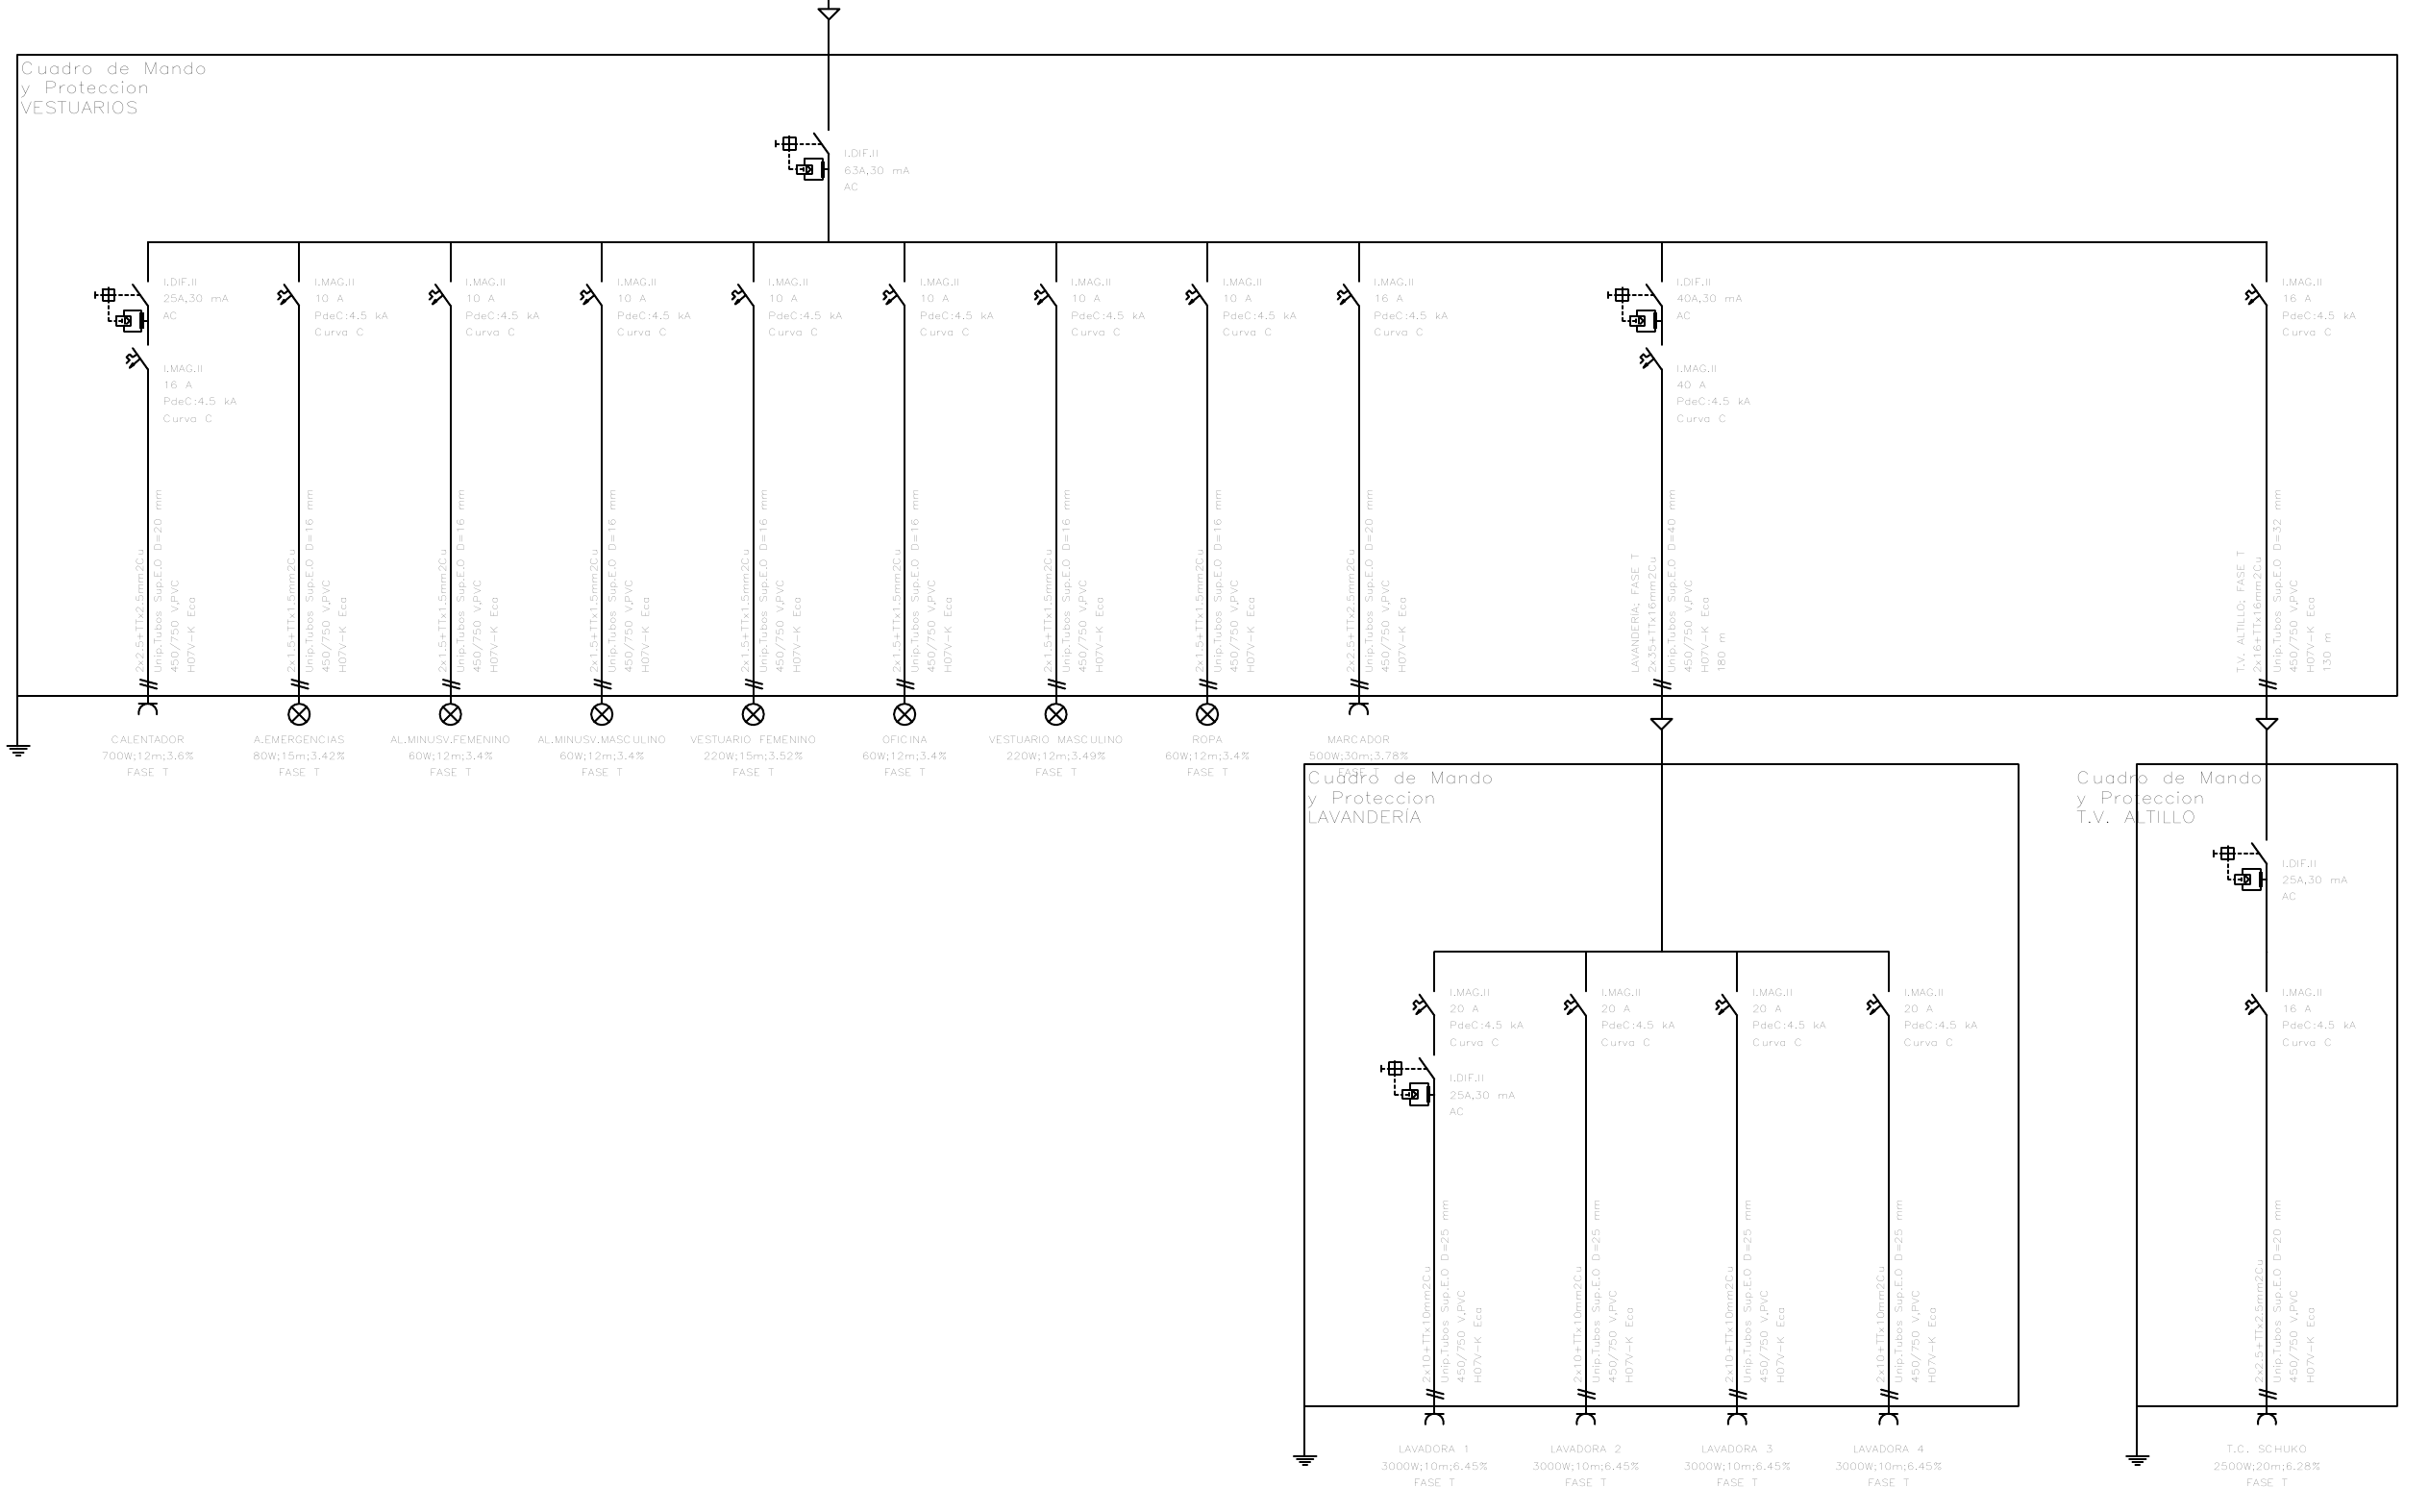 Cuadro de Mando
y Proteccion
VESTUARIOS
I.DIF.II
63A,30 mA
AC
I.DIF.II
25A,30 mA
AC
I.MAG.II
16 A
PdeC:4.5 kA
Curva C
2x2.5+TTx2.5mm2Cu
Unip.Tubos Sup.E.O D=20 mm
450/750 V,PVC
H07V-K Eca
CALENTADOR
700W;12m;3.6%
FASE T
I.MAG.II
10 A
PdeC:4.5 kA
Curva C
2x1.5+TTx1.5mm2Cu
Unip.Tubos Sup.E.O D=16 mm
450/750 V,PVC
H07V-K Eca
A.EMERGENCIAS
80W;15m;3.42%
FASE T
I.MAG.II
10 A
PdeC:4.5 kA
Curva C
2x1.5+TTx1.5mm2Cu
Unip.Tubos Sup.E.O D=16 mm
450/750 V,PVC
H07V-K Eca
AL.MINUSV.FEMENINO
60W;12m;3.4%
FASE T
I.MAG.II
10 A
PdeC:4.5 kA
Curva C
2x1.5+TTx1.5mm2Cu
Unip.Tubos Sup.E.O D=16 mm
450/750 V,PVC
H07V-K Eca
AL.MINUSV.MASCULINO
60W;12m;3.4%
FASE T
I.MAG.II
10 A
PdeC:4.5 kA
Curva C
2x1.5+TTx1.5mm2Cu
Unip.Tubos Sup.E.O D=16 mm
450/750 V,PVC
H07V-K Eca
VESTUARIO FEMENINO
220W;15m;3.52%
FASE T
I.MAG.II
10 A
PdeC:4.5 kA
Curva C
2x1.5+TTx1.5mm2Cu
Unip.Tubos Sup.E.O D=16 mm
450/750 V,PVC
H07V-K Eca
OFICINA
60W;12m;3.4%
FASE T
I.MAG.II
10 A
PdeC:4.5 kA
Curva C
2x1.5+TTx1.5mm2Cu
Unip.Tubos Sup.E.O D=16 mm
450/750 V,PVC
H07V-K Eca
VESTUARIO MASCULINO
220W;12m;3.49%
FASE T
I.MAG.II
10 A
PdeC:4.5 kA
Curva C
2x1.5+TTx1.5mm2Cu
Unip.Tubos Sup.E.O D=16 mm
450/750 V,PVC
H07V-K Eca
ROPA
60W;12m;3.4%
FASE T
I.MAG.II
16 A
PdeC:4.5 kA
Curva C
2x2.5+TTx2.5mm2Cu
Unip.Tubos Sup.E.O D=20 mm
450/750 V,PVC
H07V-K Eca
MARCADOR
500W;30m;3.78%
FASE T
I.DIF.II
40A,30 mA
AC
I.MAG.II
40 A
PdeC:4.5 kA
Curva C
LAVANDERÍA; FASE T
2x35+TTx16mm2Cu
Unip.Tubos Sup.E.O D=40 mm
450/750 V,PVC
H07V-K Eca
180 m
I.MAG.II
16 A
PdeC:4.5 kA
Curva C
T.V. ALTILLO; FASE T
2x16+TTx16mm2Cu
Unip.Tubos Sup.E.O D=32 mm
450/750 V,PVC
H07V-K Eca
130 m
Cuadro de Mando
y Proteccion
LAVANDERÍA
I.MAG.II
20 A
PdeC:4.5 kA
Curva C
I.DIF.II
25A,30 mA
AC
2x10+TTx10mm2Cu
Unip.Tubos Sup.E.O D=25 mm
450/750 V,PVC
H07V-K Eca
LAVADORA 1
3000W;10m;6.45%
FASE T
I.MAG.II
20 A
PdeC:4.5 kA
Curva C
2x10+TTx10mm2Cu
Unip.Tubos Sup.E.O D=25 mm
450/750 V,PVC
H07V-K Eca
LAVADORA 2
3000W;10m;6.45%
FASE T
I.MAG.II
20 A
PdeC:4.5 kA
Curva C
2x10+TTx10mm2Cu
Unip.Tubos Sup.E.O D=25 mm
450/750 V,PVC
H07V-K Eca
LAVADORA 3
3000W;10m;6.45%
FASE T
I.MAG.II
20 A
PdeC:4.5 kA
Curva C
2x10+TTx10mm2Cu
Unip.Tubos Sup.E.O D=25 mm
450/750 V,PVC
H07V-K Eca
LAVADORA 4
3000W;10m;6.45%
FASE T
Cuadro de Mando
y Proteccion
T.V. ALTILLO
I.DIF.II
25A,30 mA
AC
I.MAG.II
16 A
PdeC:4.5 kA
Curva C
2x2.5+TTx2.5mm2Cu
Unip.Tubos Sup.E.O D=20 mm
450/750 V,PVC
H07V-K Eca
T.C. SCHUKO
2500W;20m;6.28%
FASE T